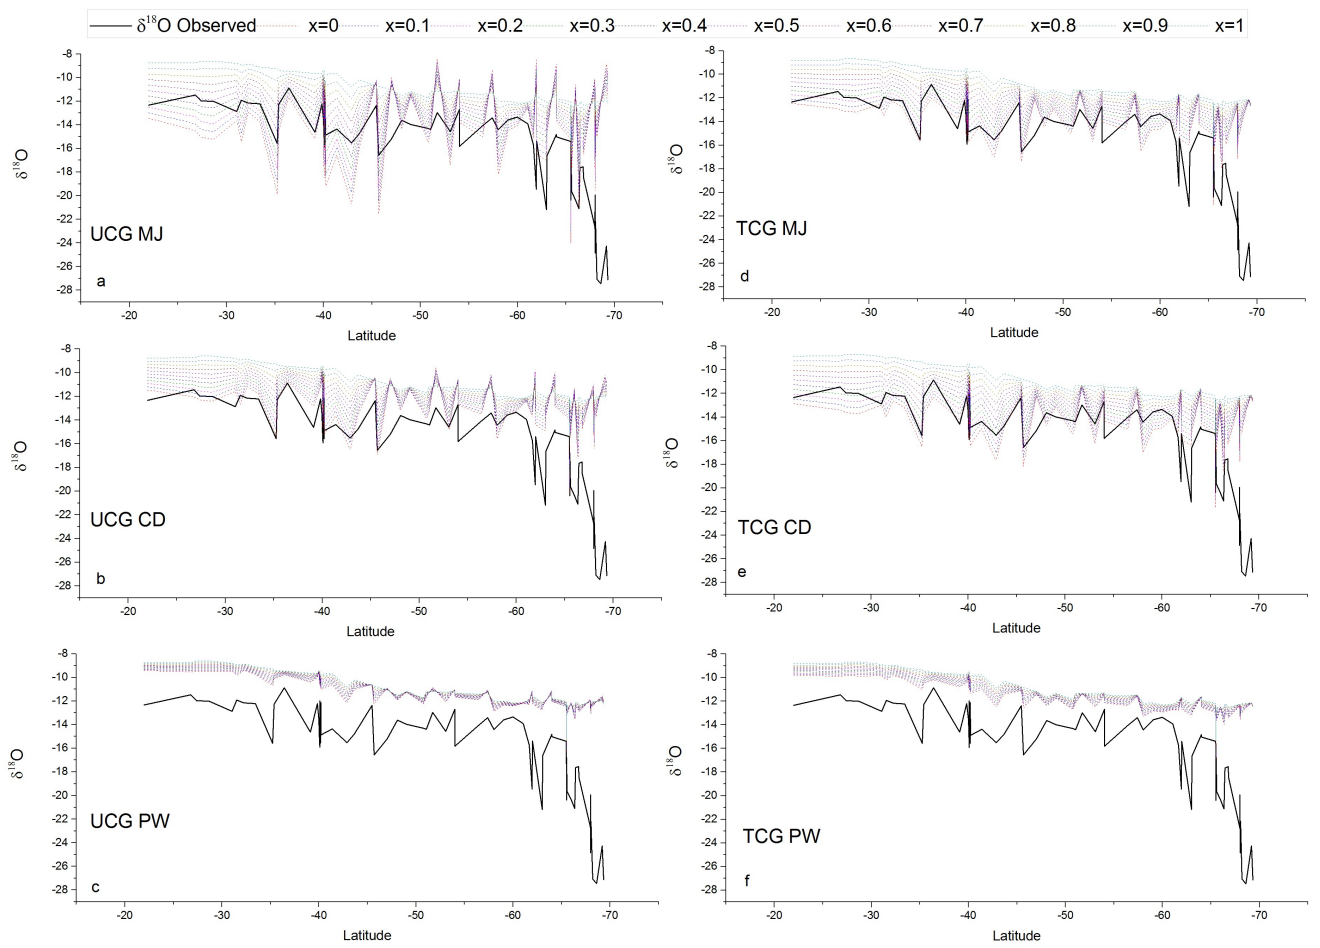 δ18O Observed x=0 x=0.1 x=0.2 x=0.3 x=0.4 x=0.5 x=0.6 x=0.7 x=0.8 x=0.9 x=1
-8
-10
-12
-14
-16
-18
-20
-22
-24
-26
-28
δ18O
UCG MJ
a
-20 -30 -40 -50 -60 -70
Latitude
-8
-10
-12
-14
-16
-18
-20
-22
-24
-26
-28
δ18O
TCG MJ
d
-20 -30 -40 -50 -60 -70
Latitude
-8
-10
-12
-14
-16
-18
-20
-22
-24
-26
-28
δ18O
UCG CD
b
-20 -30 -40 -50 -60 -70
Latitude
-8
-10
-12
-14
-16
-18
-20
-22
-24
-26
-28
δ18O
TCG CD
e
-20 -30 -40 -50 -60 -70
Latitude
-8
-10
-12
-14
-16
-18
-20
-22
-24
-26
-28
δ18O
UCG PW
c
-20 -30 -40 -50 -60 -70
Latitude
-8
-10
-12
-14
-16
-18
-20
-22
-24
-26
-28
δ18O
TCG PW
f
-20 -30 -40 -50 -60 -70
Latitude